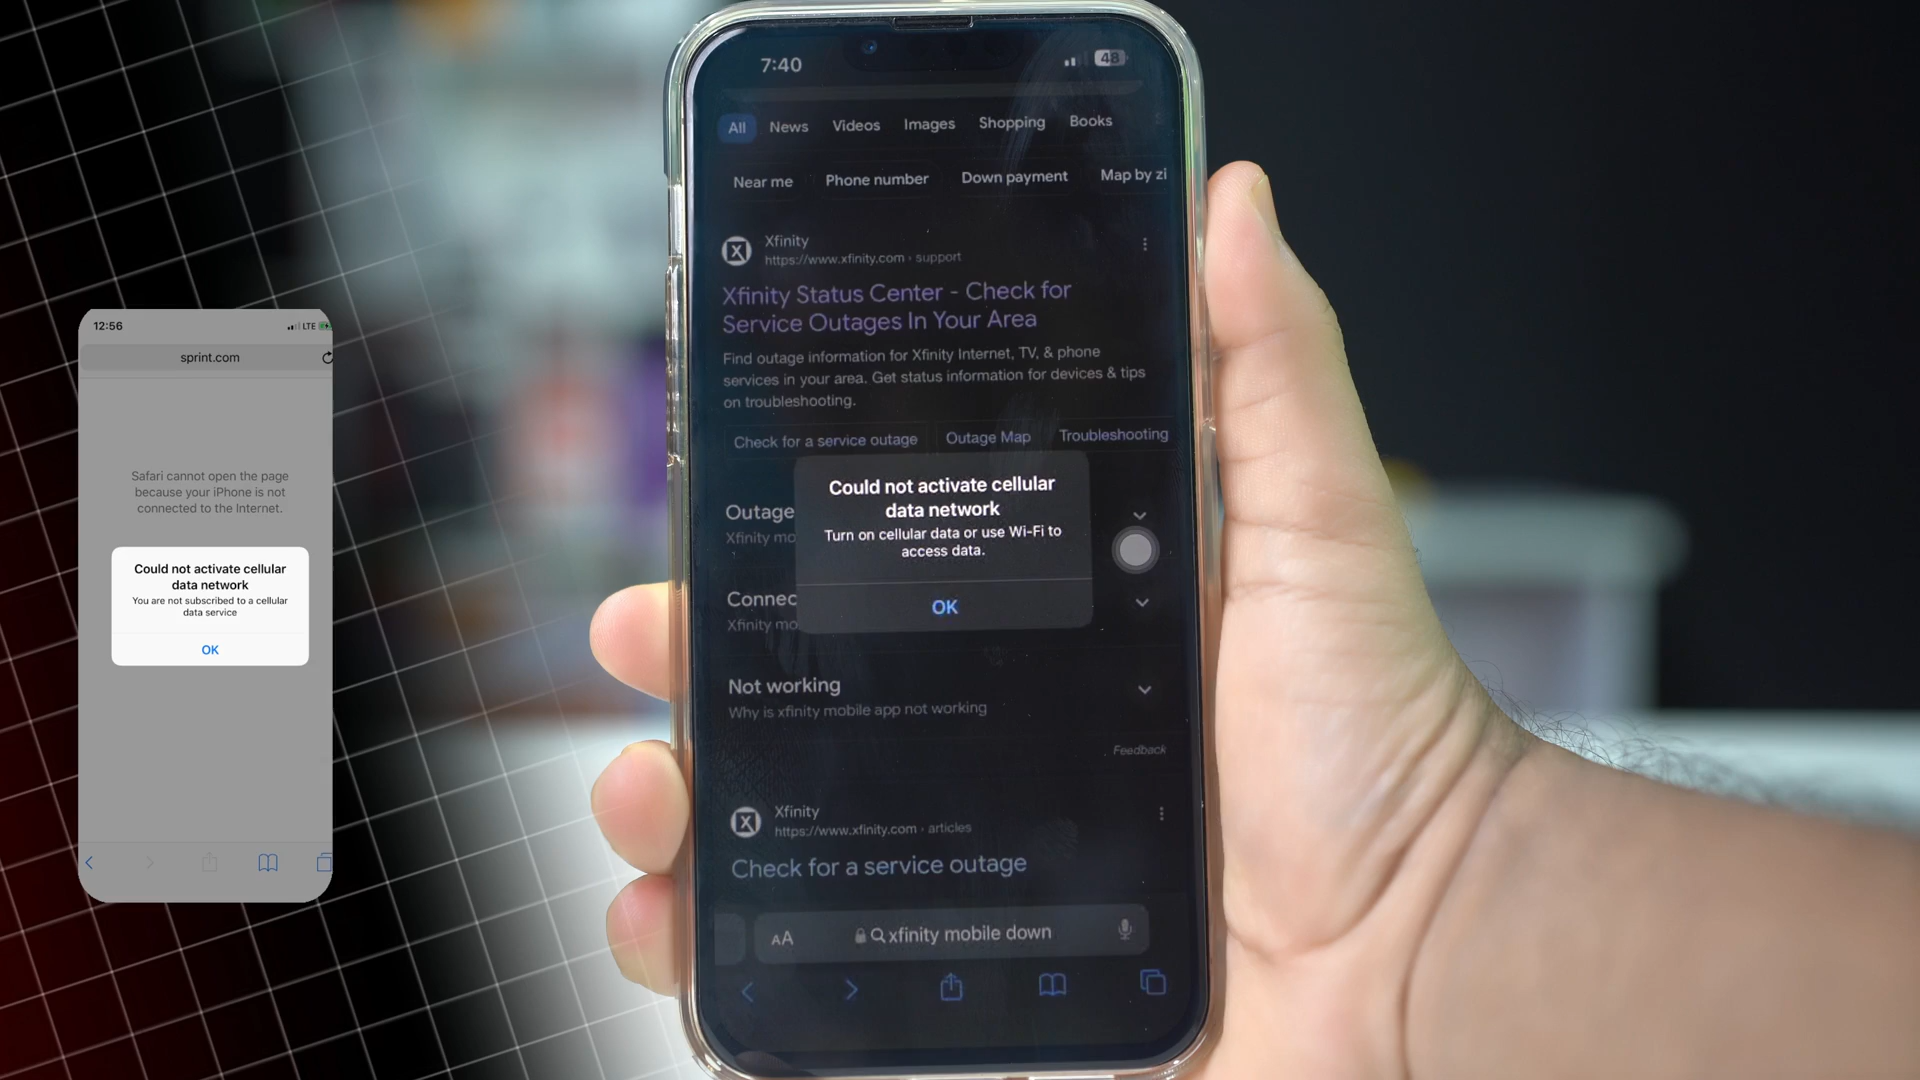 12:56
LTE
sprint.com
Safari cannot open the page
because your iPhone is not
connected to the Internet.
Could not activate cellular
data network
You are not subscribed to a cellular
data service
OK
7:40
48
All News Videos Images Shopping Books
Near me Phone number Down payment Map by zi
Xfinity
https://www.xfinity.com › support
Xfinity Status Center - Check for
Service Outages In Your Area
Find outage information for Xfinity Internet, TV, & phone
services in your area. Get status information for devices & tips
on troubleshooting.
Check for a service outage Outage Map Troubleshooting
Could not activate cellular
data network
Turn on cellular data or use Wi-Fi to
access data.
OK
Outage
Xfinity mo
Connec
Xfinity mo
Not working
Why is xfinity mobile app not working
Feedback
Xfinity
https://www.xfinity.com › articles
Check for a service outage
AA xfinity mobile down